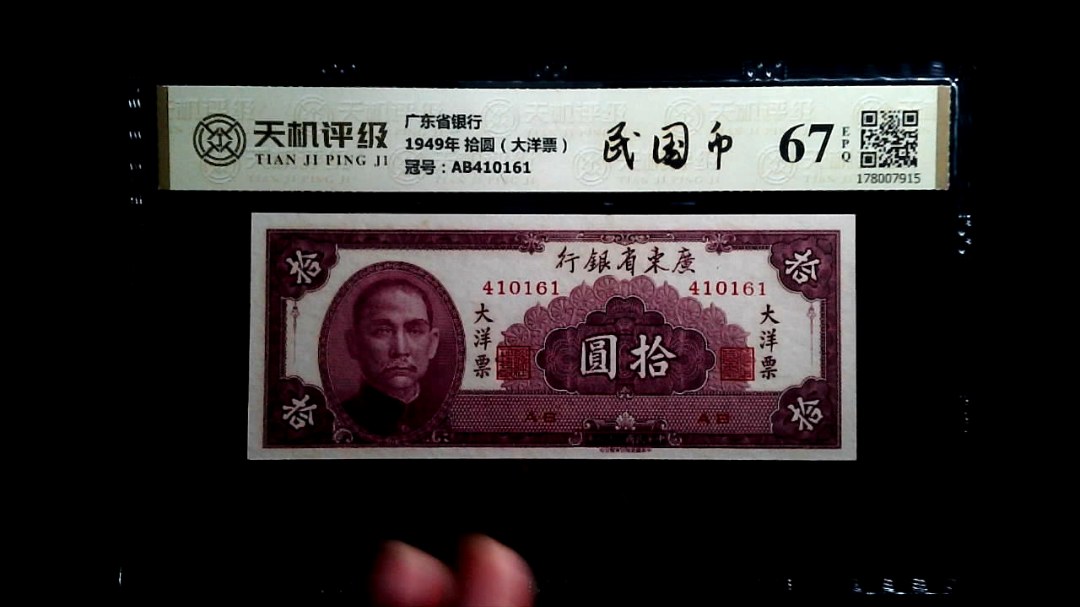 天机评级
TIAN JI PING JI
广东省银行
1949年 拾圆（大洋票）
冠号：AB410161
民国币
67
EPQ
178007915
行銀省東廣
拾
拾
410161
410161
大洋票
大洋票
圓拾
AB
AB
拾
拾